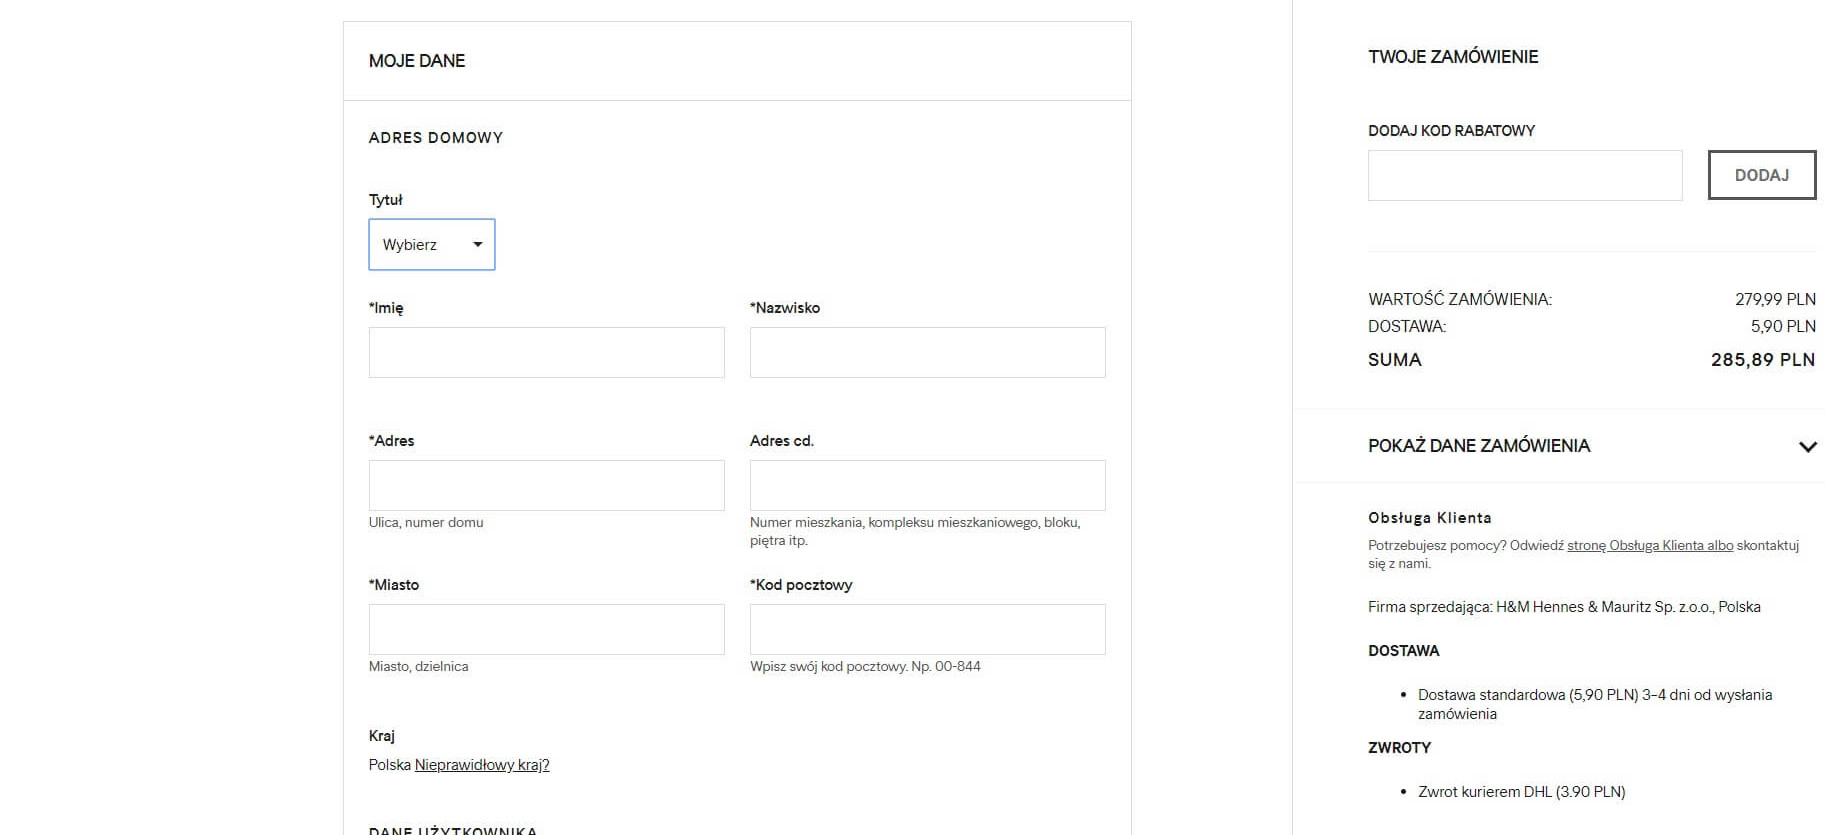 MOJE DANE
ADRES DOMOWY
Tytuł
Wybierz
*Imię
*Nazwisko
*Adres
Adres cd.
Ulica, numer domu
Numer mieszkania, kompleksu mieszkaniowego, bloku,
piętra itp.
*Miasto
*Kod pocztowy
Miasto, dzielnica
Wpisz swój kod pocztowy. Np. 00-844
Kraj
Polska Nieprawidłowy kraj?
DANE UŻYTKOWNIKA
TWOJE ZAMÓWIENIE
DODAJ KOD RABATOWY
DODAJ
WARTOŚĆ ZAMÓWIENIA: 279,99 PLN
DOSTAWA: 5,90 PLN
SUMA 285,89 PLN
POKAŻ DANE ZAMÓWIENIA
Obsługa Klienta
Potrzebujesz pomocy? Odwiedź stronę Obsługa Klienta albo skontaktuj
się z nami.
Firma sprzedająca: H&M Hennes & Mauritz Sp. z.o.o., Polska
DOSTAWA
• Dostawa standardowa (5,90 PLN) 3–4 dni od wysłania
zamówienia
ZWROTY
• Zwrot kurierem DHL (3.90 PLN)